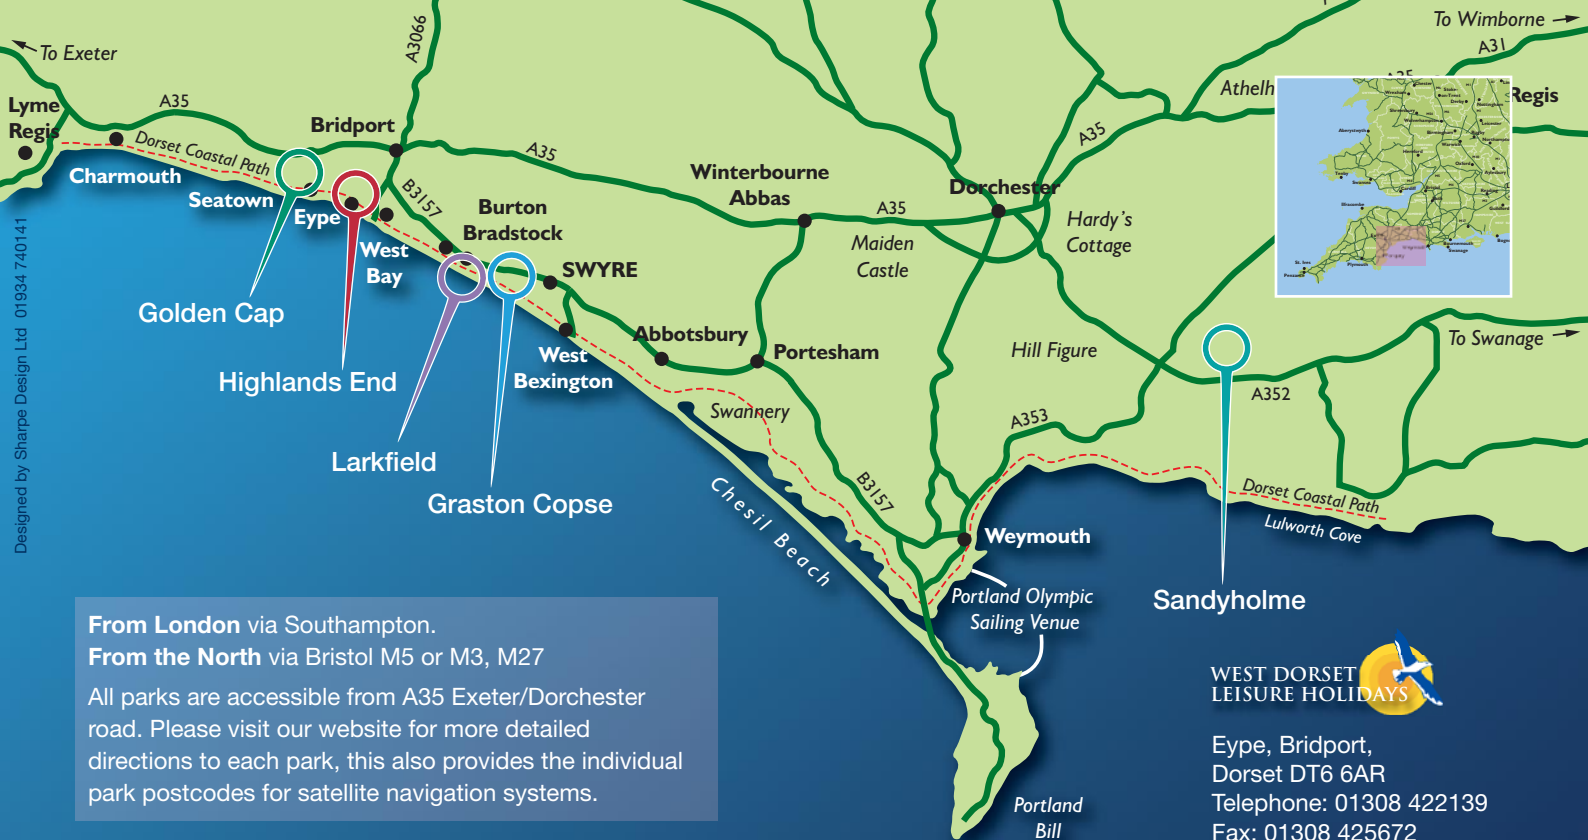 To Exeter
A3066
To Wimborne
A31
A35
Athelh
Regis
Lyme
Regis
A35
Bridport
Dorset Coastal Path
Charmouth
Seatown
Eype
West
Bay
B3157
Burton
Bradstock
SWYRE
A35
Winterbourne
Abbas
A35
Dorchester
A35
Maiden
Castle
Hardy's
Cottage
Golden Cap
Highlands End
Larkfield
Graston Copse
West
Bexington
Abbotsbury
Portesham
Swannery
Hill Figure
A353
A352
To Swanage
Chesil Beach
B3157
Weymouth
Dorset Coastal Path
Lulworth Cove
Portland Olympic
Sailing Venue
Sandyholme
Portland
Bill
Designed by Sharpe Design Ltd 01934 740141
From London via Southampton.
From the North via Bristol M5 or M3, M27
All parks are accessible from A35 Exeter/Dorchester
road. Please visit our website for more detailed
directions to each park, this also provides the individual
park postcodes for satellite navigation systems.
WEST DORSET
LEISURE HOLIDAYS
Eype, Bridport,
Dorset DT6 6AR
Telephone: 01308 422139
Fax: 01308 425672